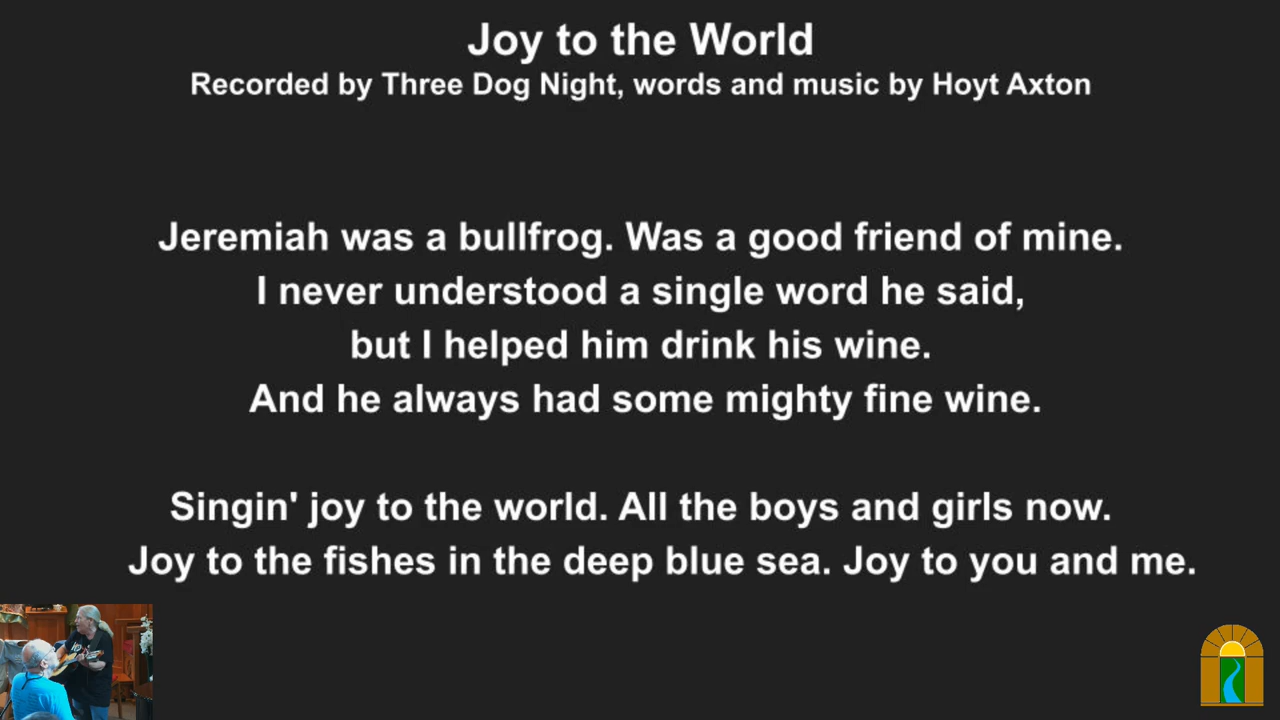 Joy to the World
Recorded by Three Dog Night, words and music by Hoyt Axton
Jeremiah was a bullfrog. Was a good friend of mine.
I never understood a single word he said,
but I helped him drink his wine.
And he always had some mighty fine wine.
Singin' joy to the world. All the boys and girls now.
Joy to the fishes in the deep blue sea. Joy to you and me.